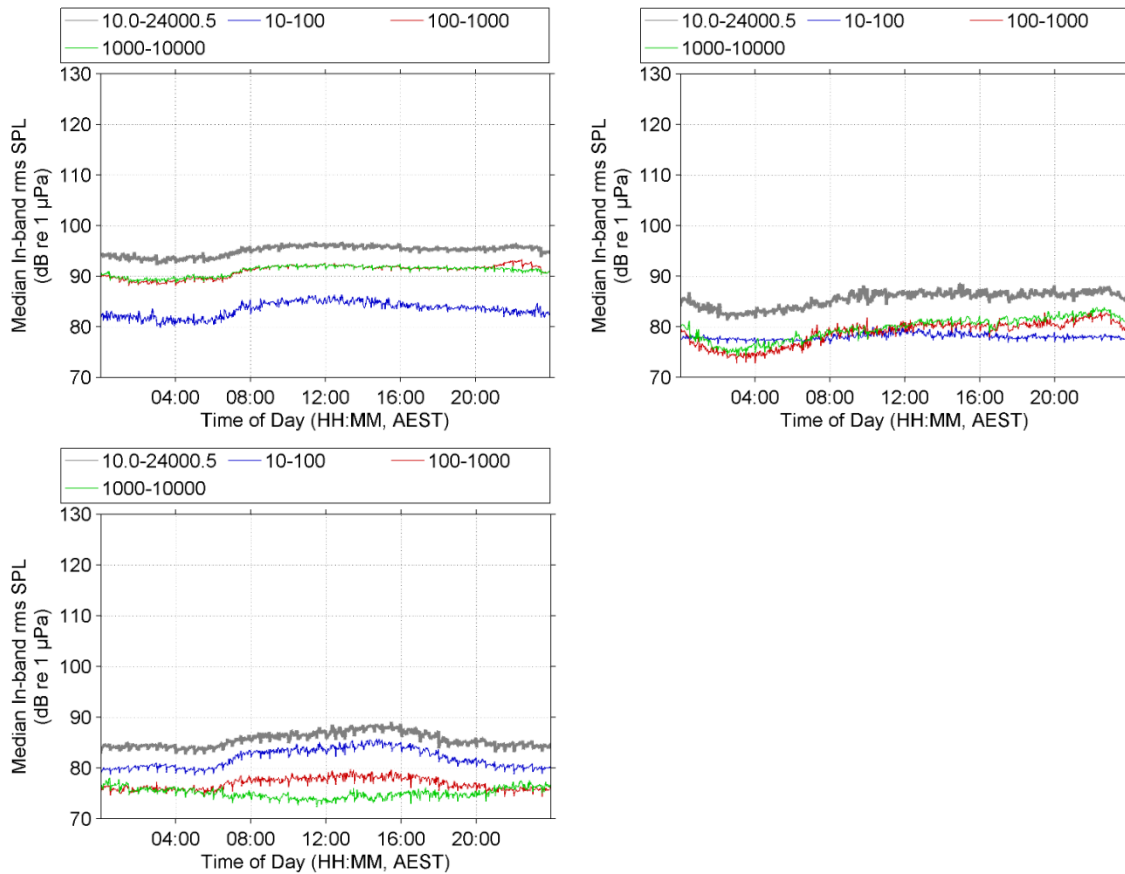 10.0-24000.5 10-100 100-1000
1000-10000
130
120
110
100
90
80
70
Median In-band rms SPL
(dB re 1 µPa)
04:00 08:00 12:00 16:00 20:00
Time of Day (HH:MM, AEST)
10.0-24000.5 10-100 100-1000
1000-10000
130
120
110
100
90
80
70
Median In-band rms SPL
(dB re 1 µPa)
04:00 08:00 12:00 16:00 20:00
Time of Day (HH:MM, AEST)
10.0-24000.5 10-100 100-1000
1000-10000
130
120
110
100
90
80
70
Median In-band rms SPL
(dB re 1 µPa)
04:00 08:00 12:00 16:00 20:00
Time of Day (HH:MM, AEST)